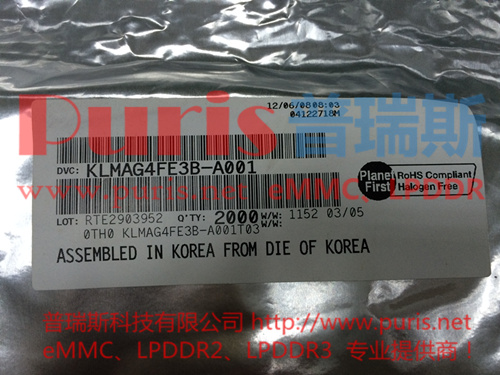 12/06/08 08:03
04122718M
Puris 普瑞斯
DVC: KLMAG4FE3B-A001
Planet First
RoHS Compliant
Halogen Free
www.puris.net eMMC, LPDDR
LOT: RTE2903952 Q'TY: 2000 W/W: 1152 03/05
0TH0 KLMAG4FE3B-A001T03 W/W:
ASSEMBLED IN KOREA FROM DIE OF KOREA
普瑞斯科技有限公司 http://www.puris.net
eMMC、LPDDR2、LPDDR3 专业提供商!